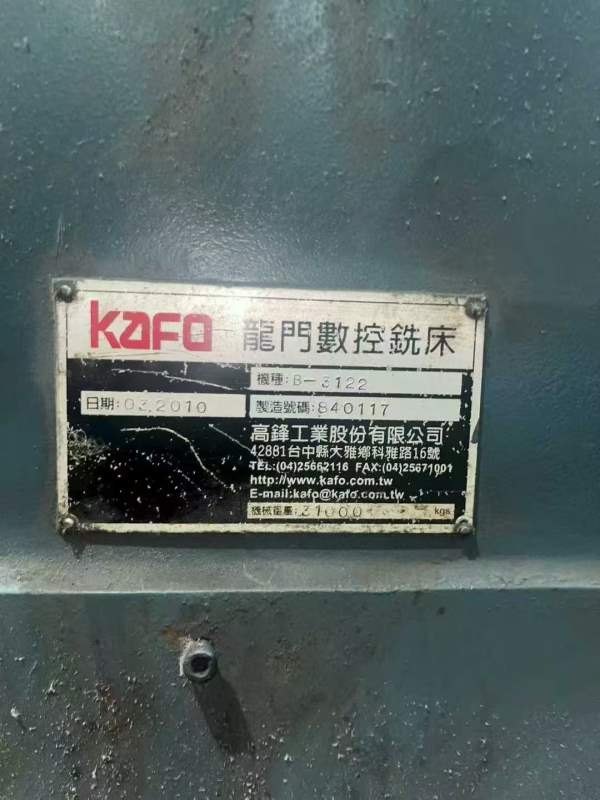 KAFO 龍門數控銑床
機種:B-3122
日期:03.2010
製造號碼:840117
高鋒工業股份有限公司
42881台中縣大雅鄉科雅路16號
TEL:(04)25662116 FAX:(04)25671001
http://www.kafo.com.tw
E-mail:kafo@kafo.com.tw
機械重量:31000 kgs